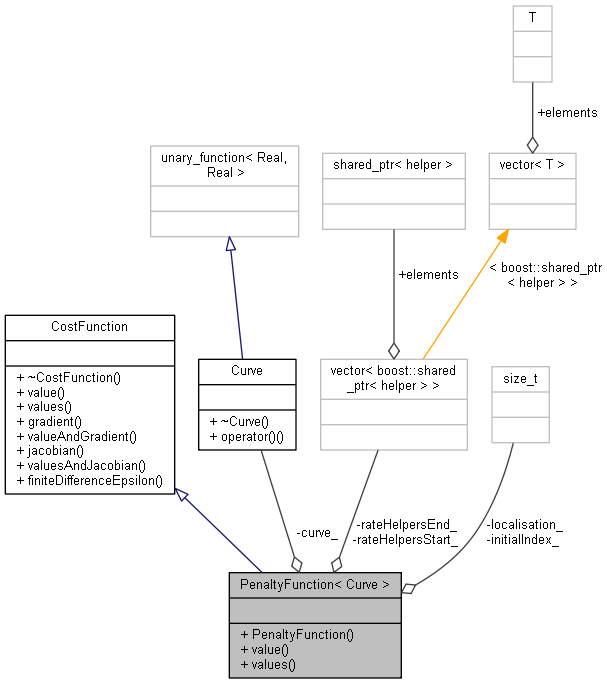 T
+elements
unary_function< Real,
Real >
shared_ptr< helper >
vector< T >
+elements
< boost::shared_ptr
< helper > >
CostFunction
+ ~CostFunction()
+ value()
+ values()
+ gradient()
+ valueAndGradient()
+ jacobian()
+ valuesAndJacobian()
+ finiteDifferenceEpsilon()
Curve
+ ~Curve()
+ operator()()
vector< boost::shared
_ptr< helper > >
size_t
-curve_
-rateHelpersEnd_
-rateHelpersStart_
-localisation_
-initialIndex_
PenaltyFunction< Curve >
+ PenaltyFunction()
+ value()
+ values()